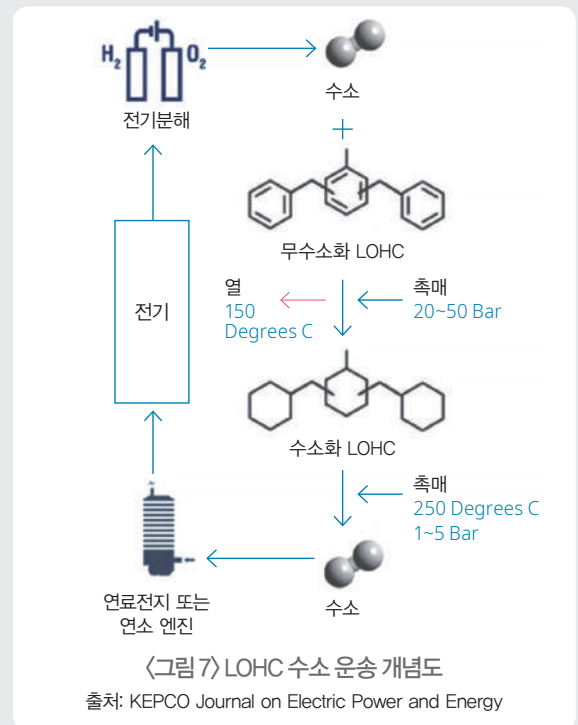 H₂ O₂
전기분해
수소
+
무수소화 LOHC
열
150
Degrees C
촉매
20~50 Bar
전기
수소화 LOHC
촉매
250 Degrees C
1~5 Bar
연료전지 또는
연소 엔진
수소
〈그림 7〉 LOHC 수소 운송 개념도
출처: KEPCO Journal on Electric Power and Energy